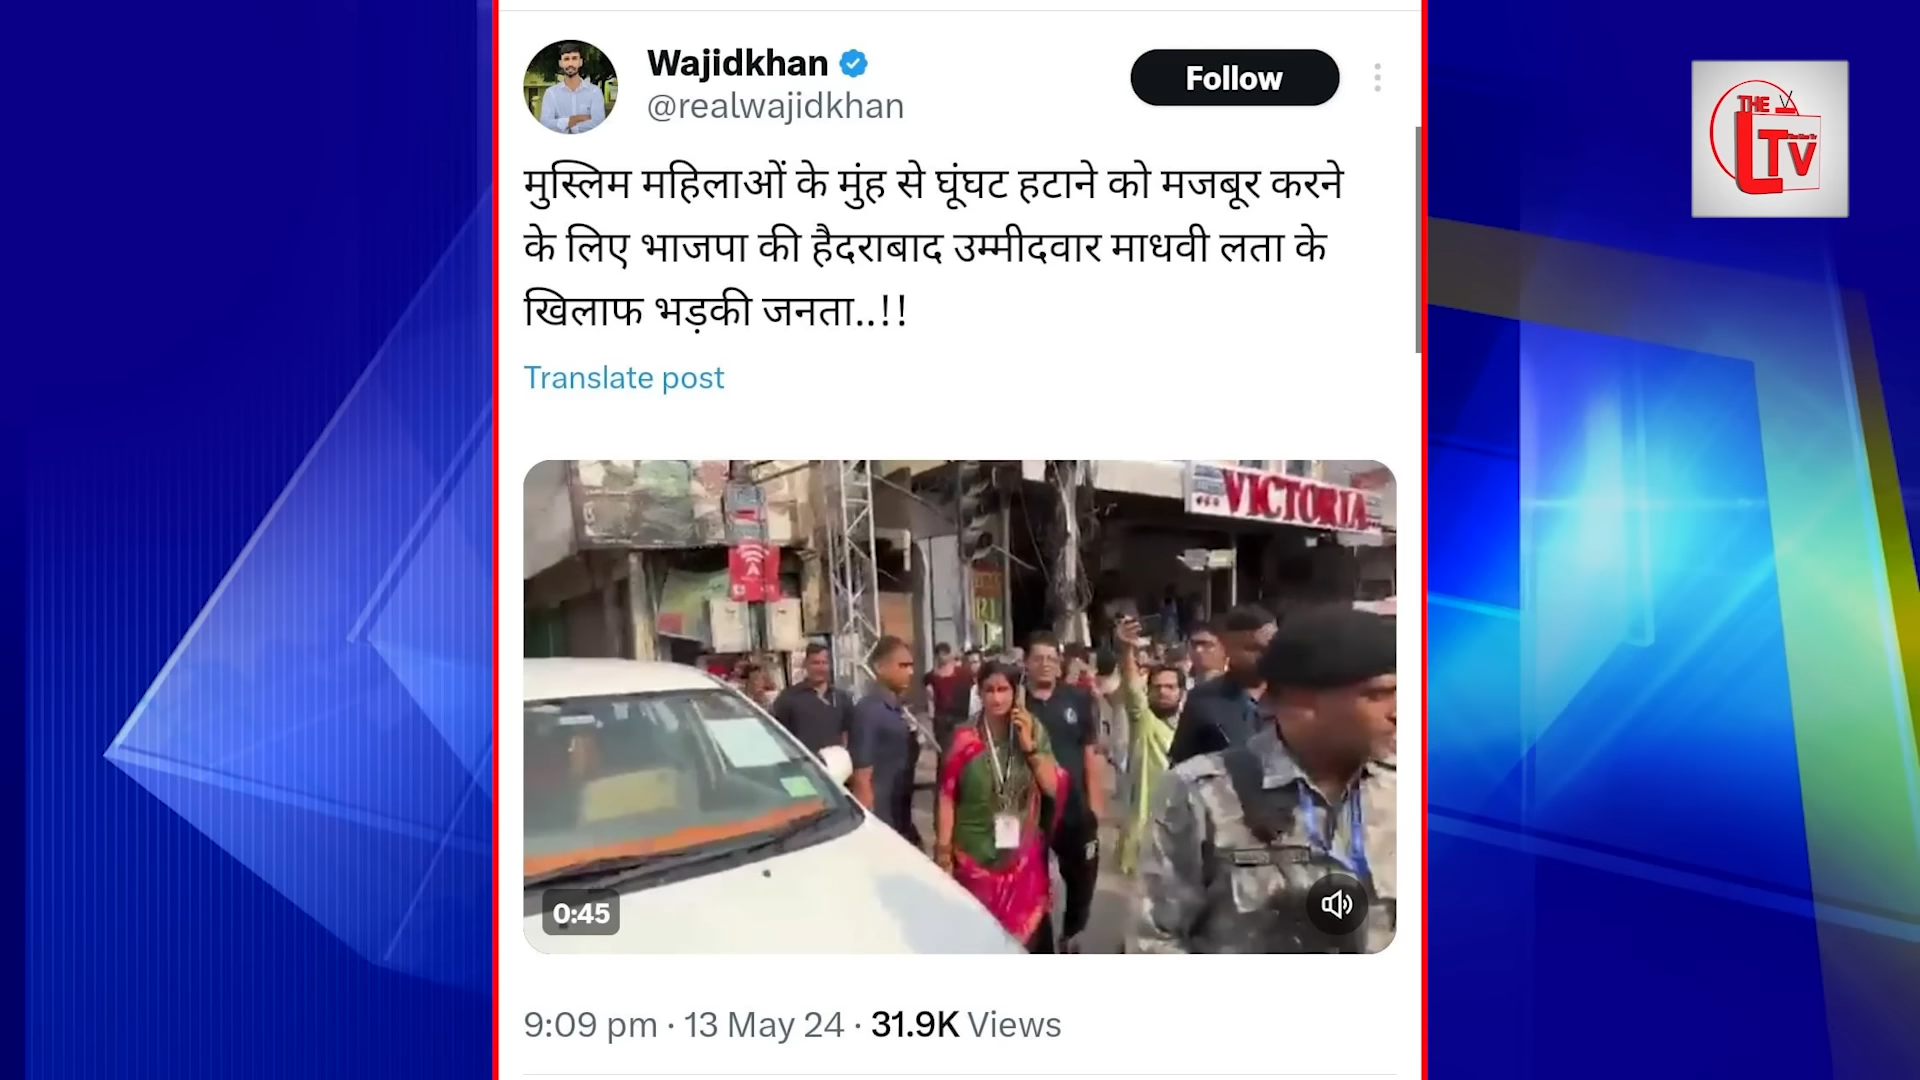 Wajidkhan
Follow
@realwajidkhan
मुस्लिम महिलाओं के मुंह से घूंघट हटाने को मजबूर करने
के लिए भाजपा की हैदराबाद उम्मीदवार माधवी लता के
खिलाफ भड़की जनता..!!
Translate post
VICTORIA
0:45
9:09 pm · 13 May 24 · 31.9K Views
THE
LTV